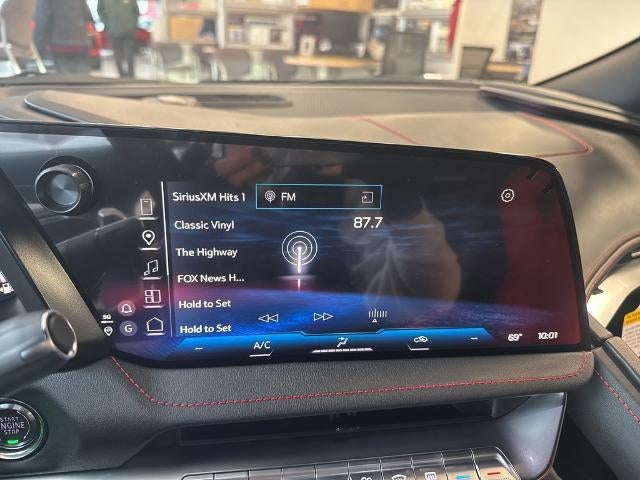 SiriusXM Hits 1
FM
Classic Vinyl
87.7
The Highway
FOX News H...
Hold to Set
Hold to Set
5G
G
-- A/C -- 69° 10:01
START
ENGINE
STOP